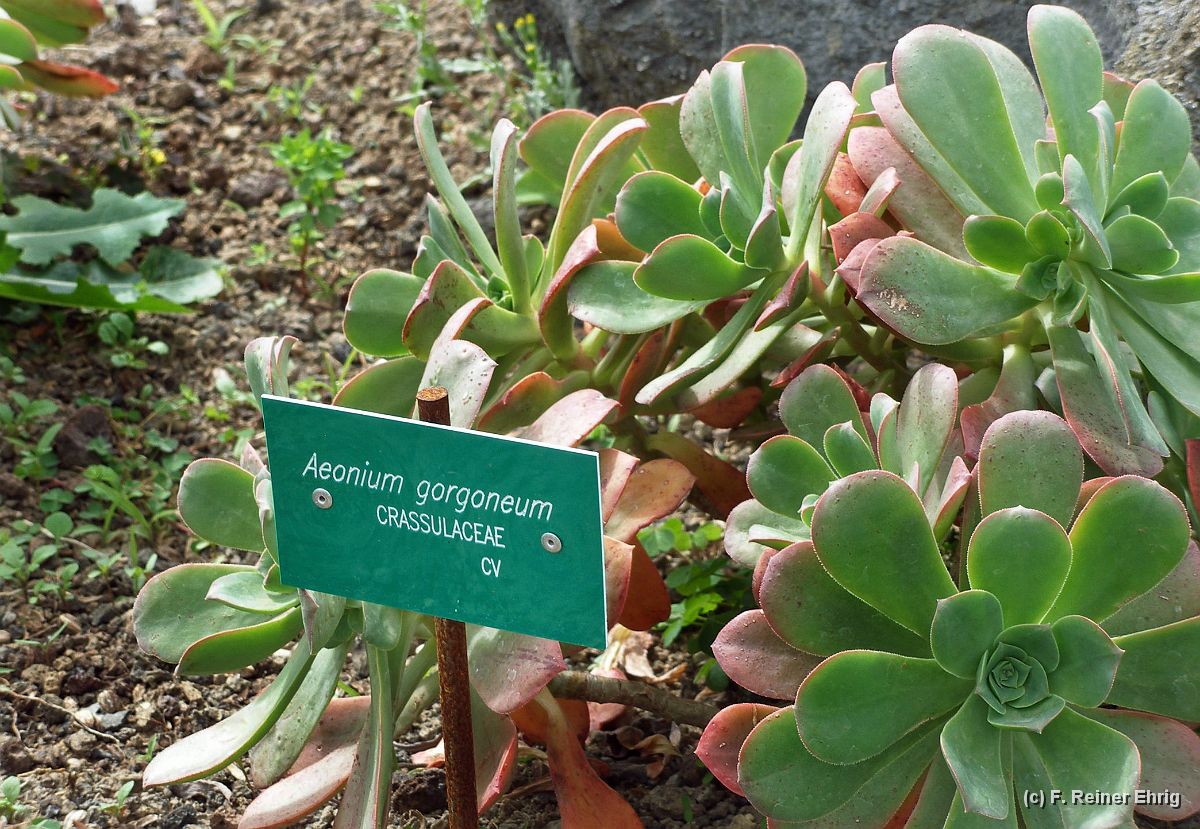 Aeonium gorgoneum
CRASSULACEAE
CV
(c) F. Reiner Ehrig